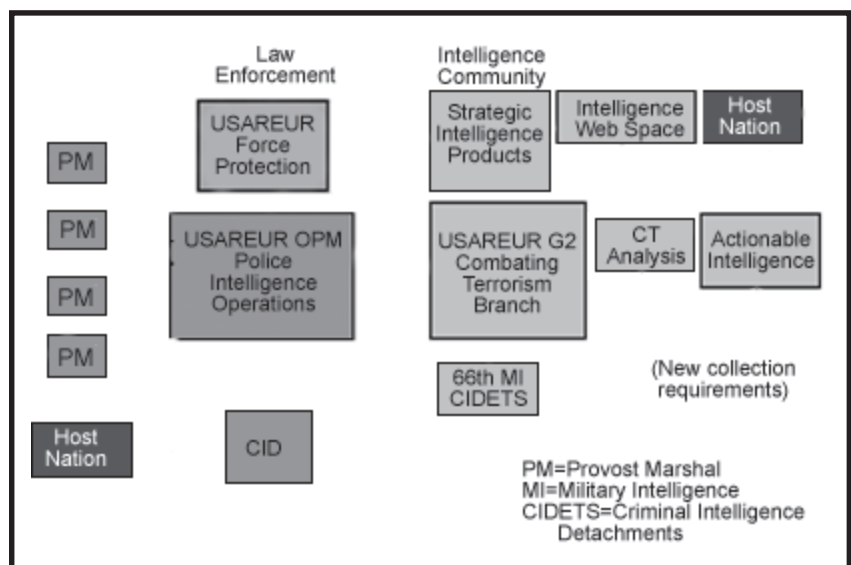 Law
Enforcement
Intelligence
Community
PM
PM
PM
PM
Host
Nation
USAREUR
Force
Protection
USAREUR OPM
Police
Intelligence
Operations
CID
Strategic
Intelligence
Products
Intelligence
Web Space
Host
Nation
USAREUR G2
Combating
Terrorism
Branch
CT
Analysis
Actionable
Intelligence
66th MI
CIDETS
(New collection
requirements)
PM=Provost Marshal
MI=Military Intelligence
CIDETS=Criminal Intelligence
Detachments